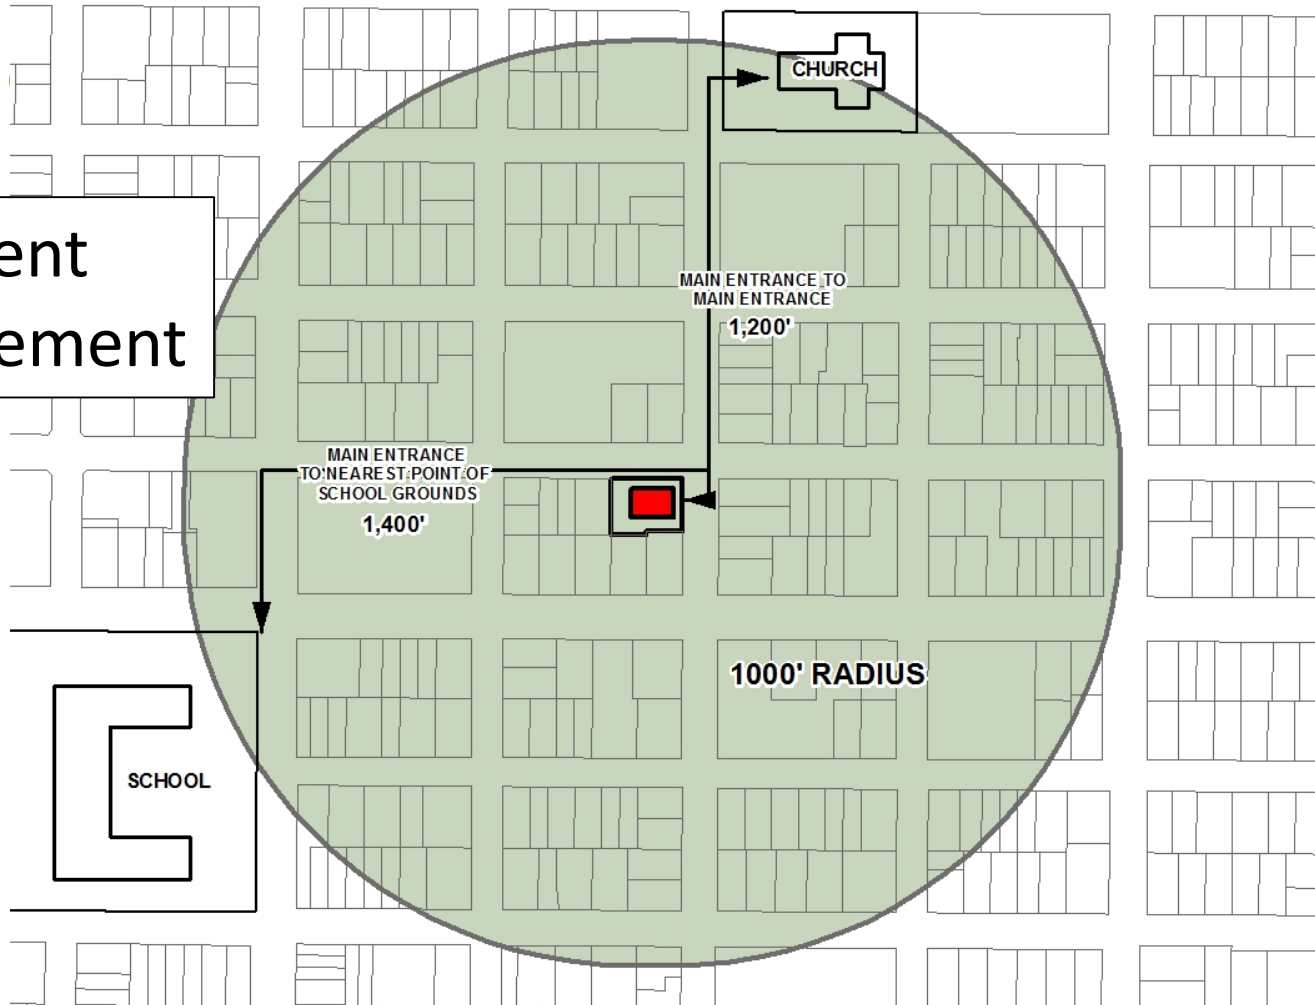 CHURCH
ent
ement
MAIN ENTRANCE TO
MAIN ENTRANCE
1,200'
MAIN ENTRANCE
TO NEAREST POINT OF
SCHOOL GROUNDS
1,400'
1000' RADIUS
SCHOOL